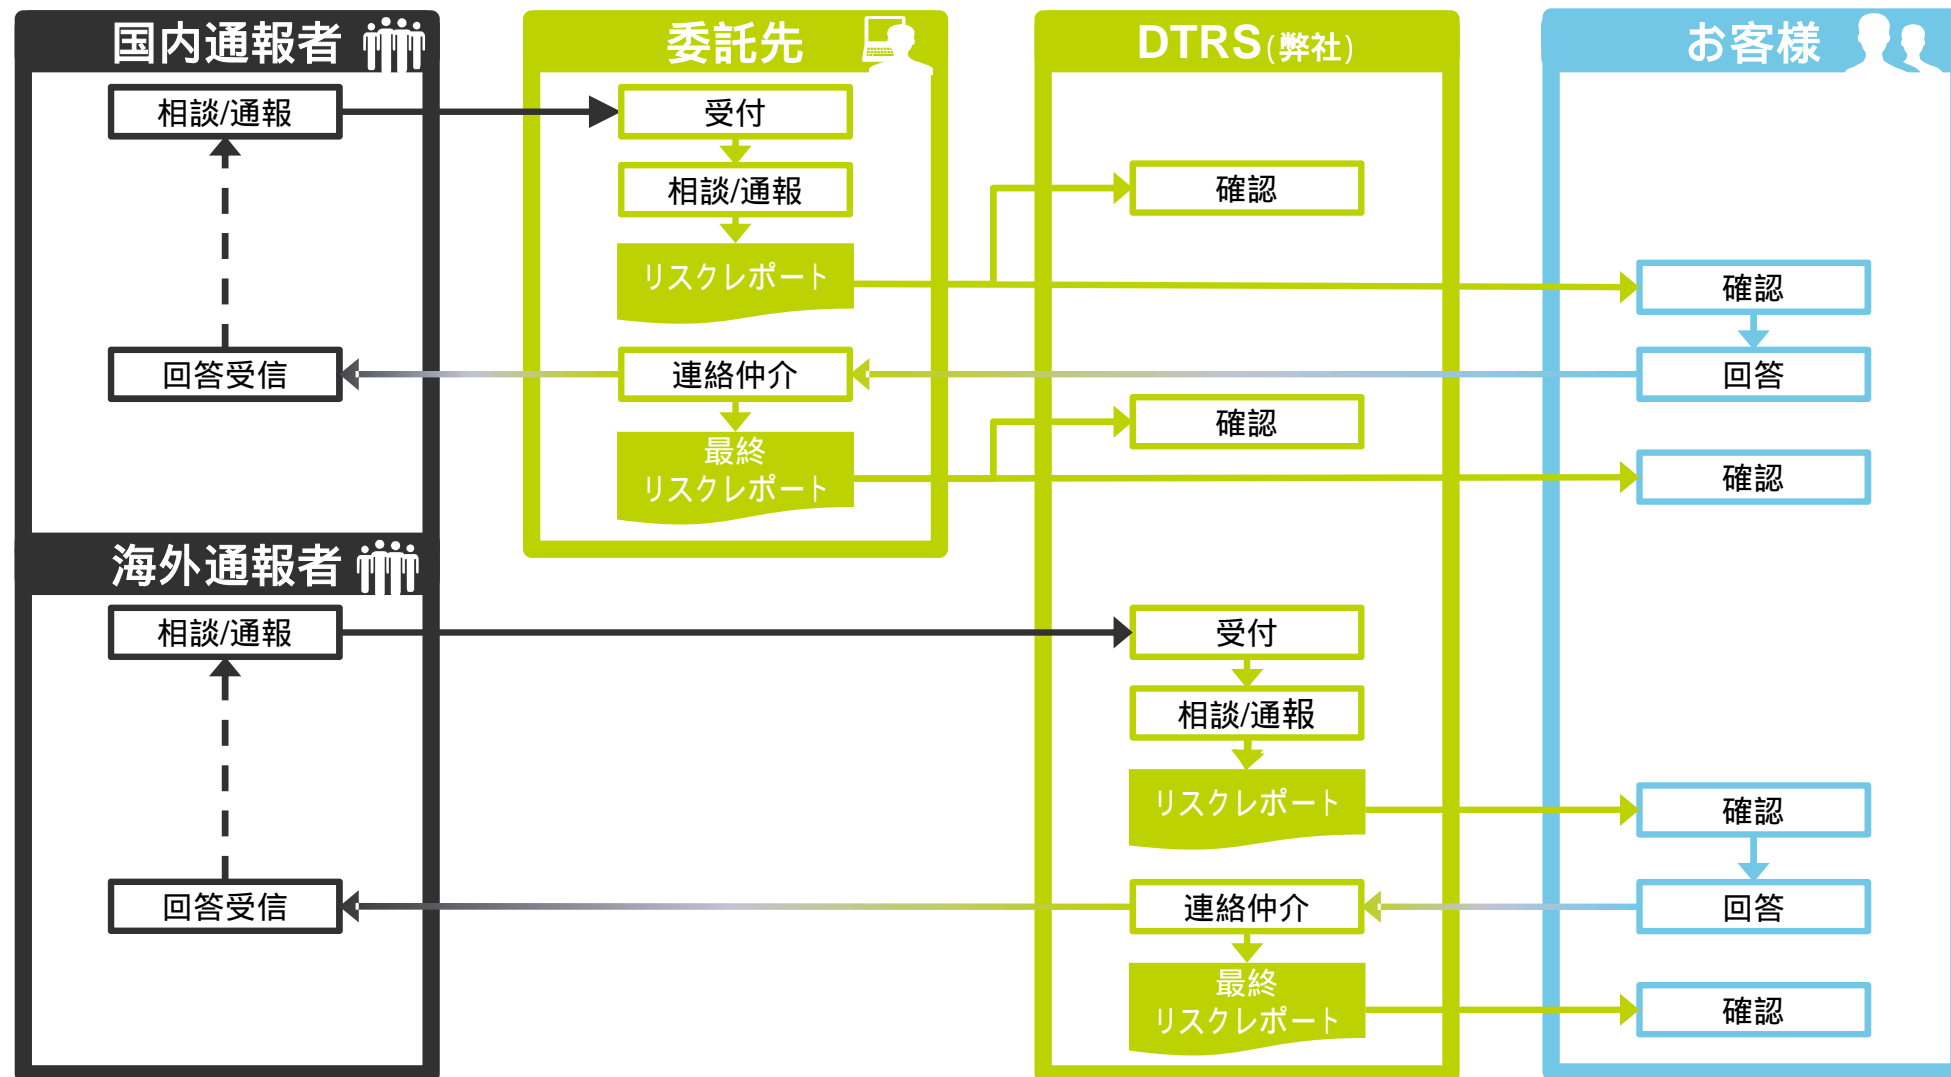 国内通報者
委託先
DTRS(弊社)
お客様
相談/通報
受付
相談/通報
確認
リスクレポート
確認
回答受信
連絡仲介
回答
確認
最終
リスクレポート
確認
海外通報者
相談/通報
受付
相談/通報
リスクレポート
確認
回答受信
連絡仲介
回答
最終
リスクレポート
確認